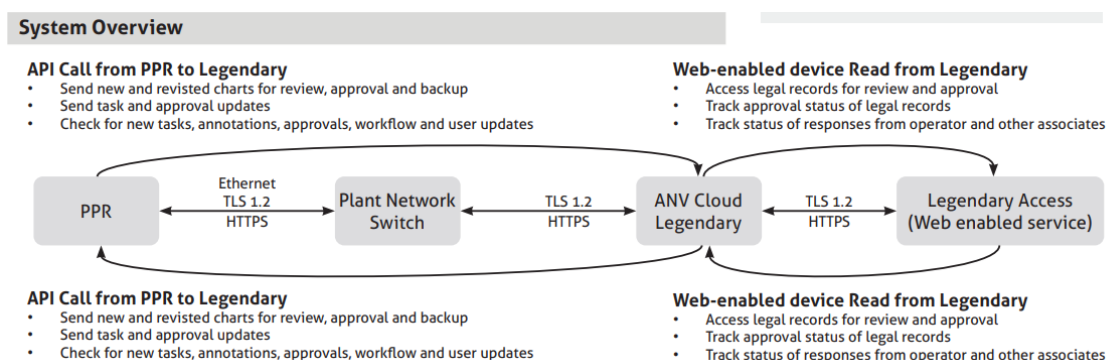 System Overview
API Call from PPR to Legendary
• Send new and revisted charts for review, approval and backup
• Send task and approval updates
• Check for new tasks, annotations, approvals, workflow and user updates
Web-enabled device Read from Legendary
• Access legal records for review and approval
• Track approval status of legal records
• Track status of responses from operator and other associates
PPR
Ethernet
TLS 1.2
HTTPS
Plant Network
Switch
TLS 1.2
HTTPS
ANV Cloud
Legendary
TLS 1.2
HTTPS
Legendary Access
(Web enabled service)
API Call from PPR to Legendary
• Send new and revisted charts for review, approval and backup
• Send task and approval updates
• Check for new tasks, annotations, approvals, workflow and user updates
Web-enabled device Read from Legendary
• Access legal records for review and approval
• Track approval status of legal records
• Track status of responses from operator and other associates